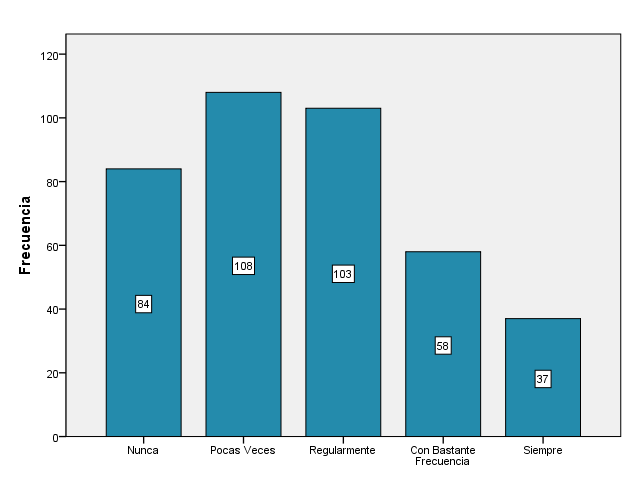 Frecuencia
120
100
80
60
40
20
0
84
108
103
58
37
Nunca
Pocas Veces
Regularmente
Con Bastante
Frecuencia
Siempre